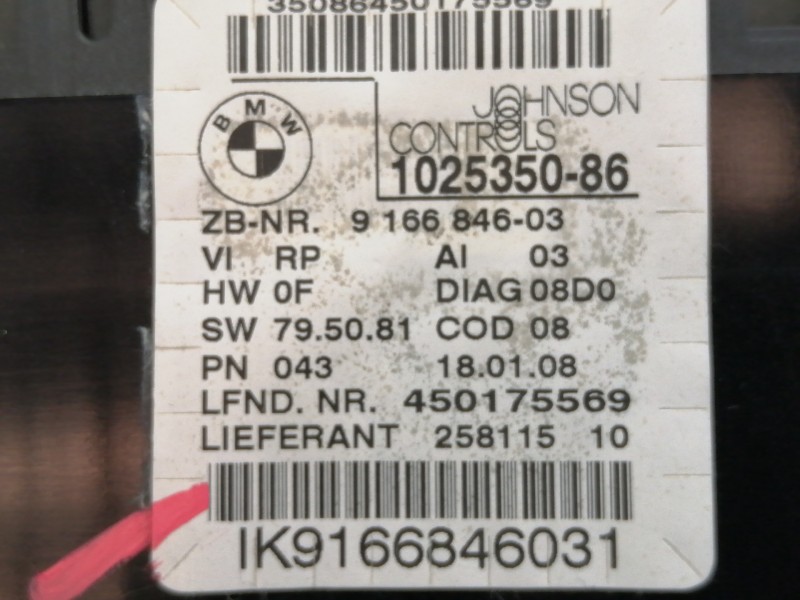 35086450175569
BMW
JOHNSON
CONTROLS
1025350-86
ZB-NR. 9 166 846-03
VI RP AI 03
HW 0F DIAG 08D0
SW 79.50.81 COD 08
PN 043 18.01.08
LFND. NR. 450175569
LIEFERANT 258115 10
IK9166846031